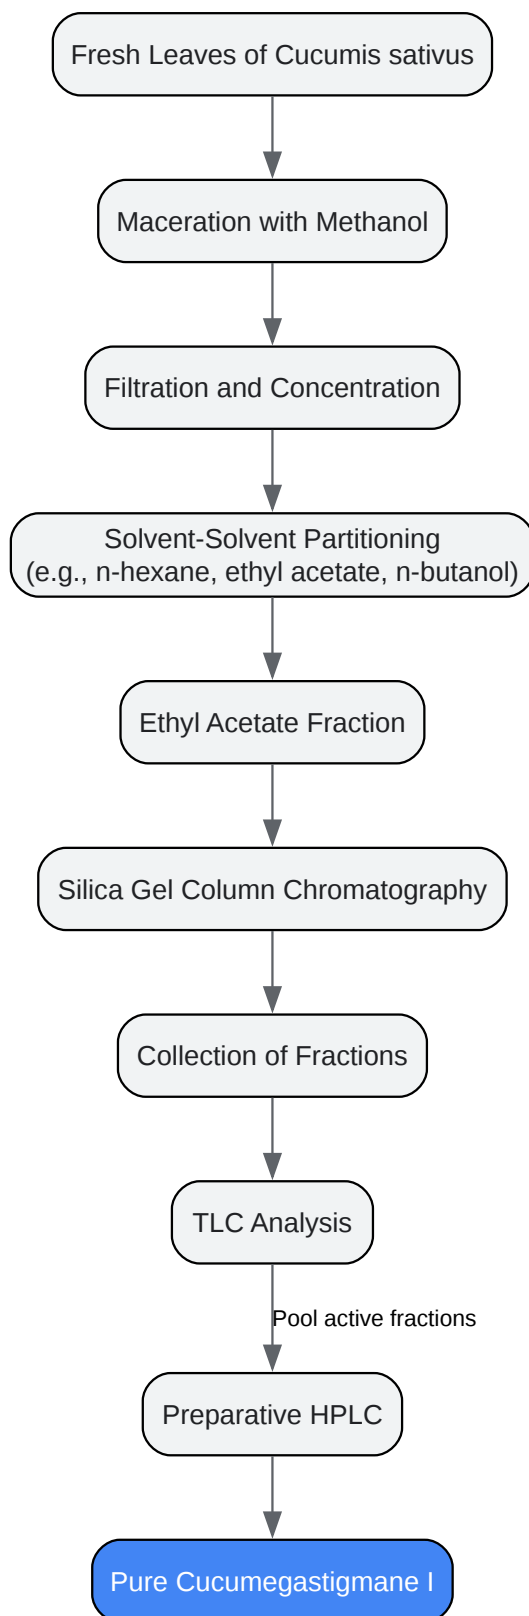 Fresh Leaves of Cucumis sativus
Maceration with Methanol
Filtration and Concentration
Solvent-Solvent Partitioning
(e.g., n-hexane, ethyl acetate, n-butanol)
Ethyl Acetate Fraction
Silica Gel Column Chromatography
Collection of Fractions
TLC Analysis
Pool active fractions
Preparative HPLC
Pure Cucumegastigmane I